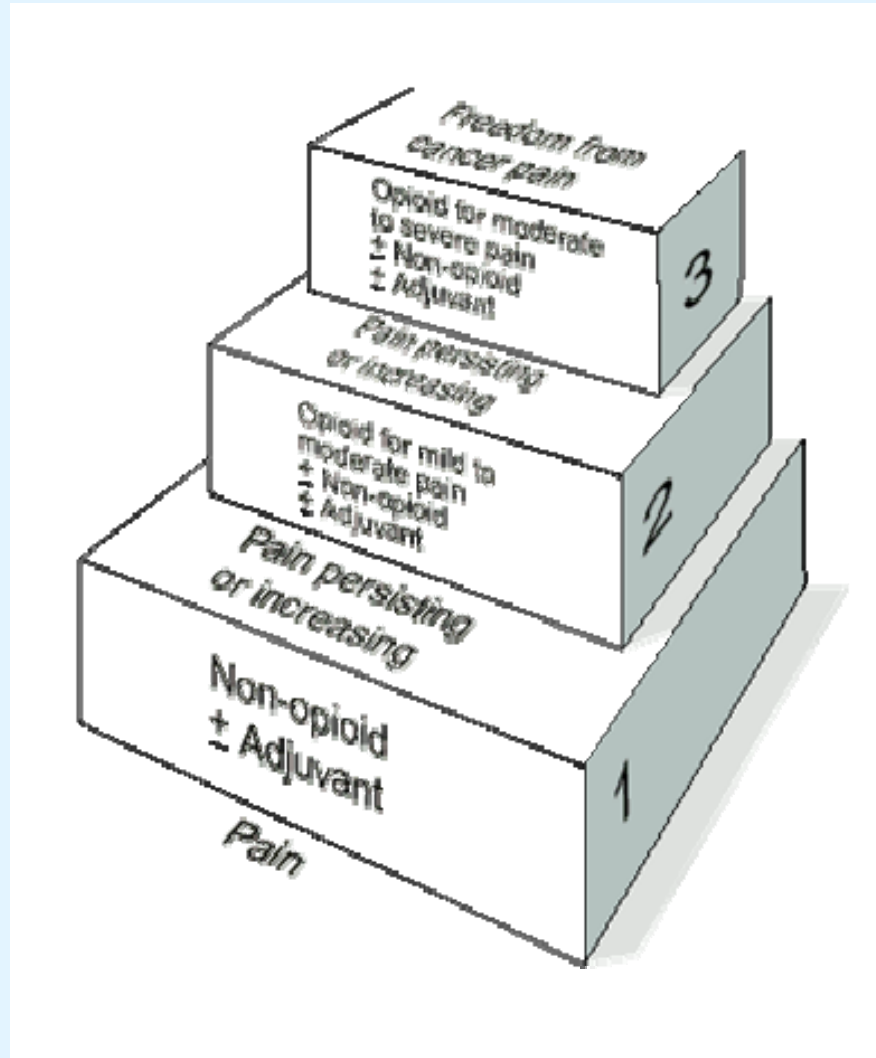 Freedom from
cancer pain
Opioid for moderate
to severe pain
± Non-opioid
± Adjuvant
3
Pain persisting
or increasing
Opioid for mild to
moderate pain
± Non-opioid
± Adjuvant
2
Pain persisting
or increasing
Non-opioid
± Adjuvant
1
Pain